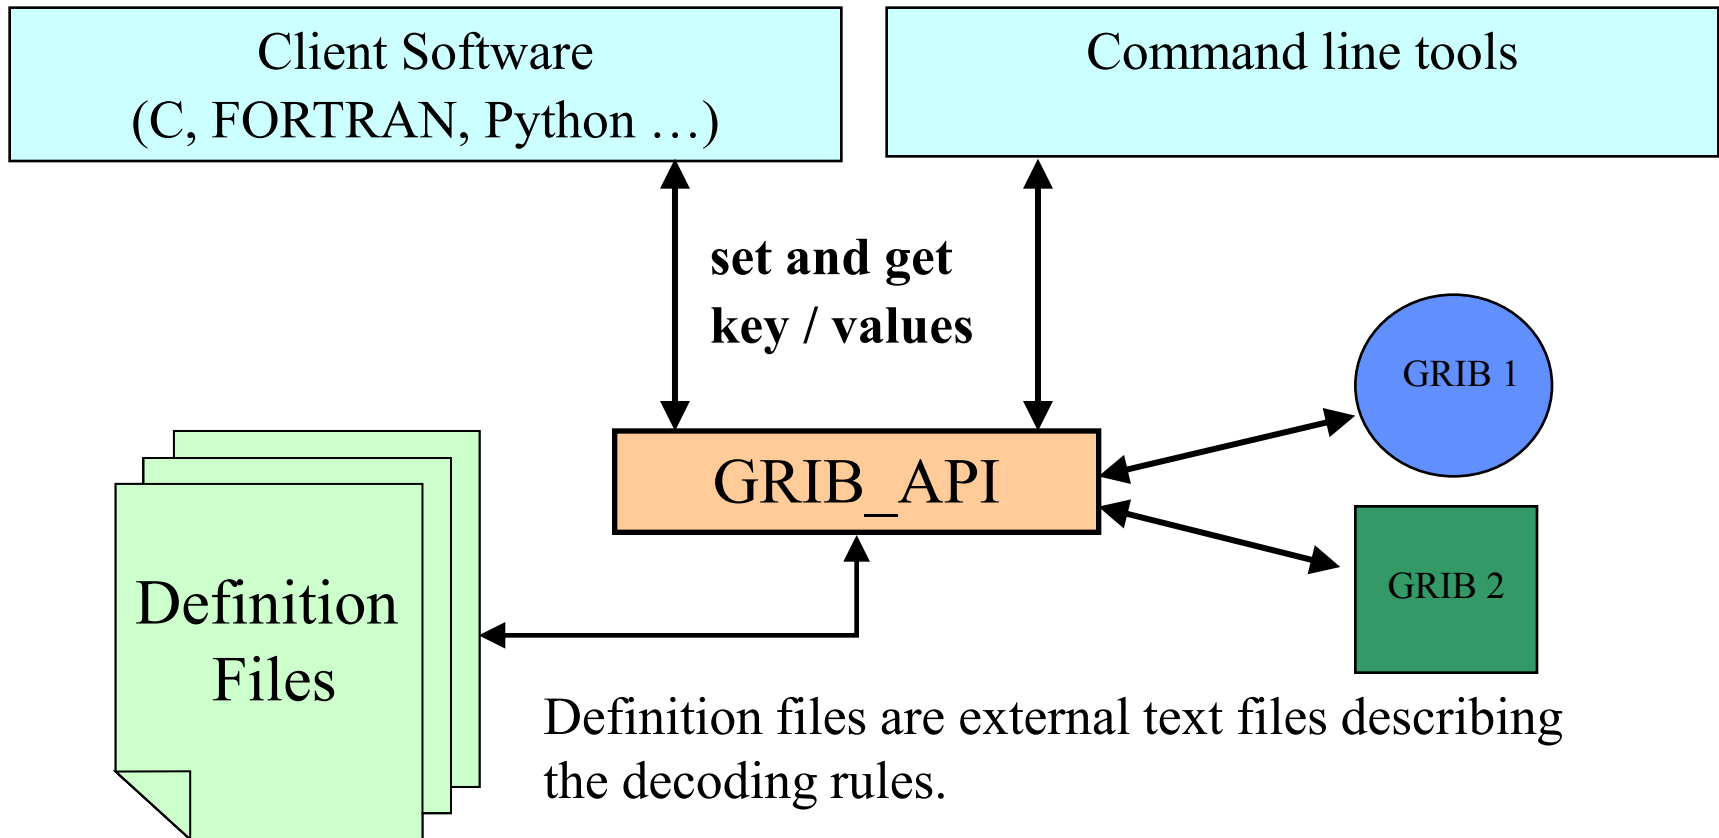 Client Software
(C, FORTRAN, Python …)
Command line tools
set and get
key / values
GRIB 1
GRIB_API
GRIB 2
Definition
Files
Definition files are external text files describing
the decoding rules.